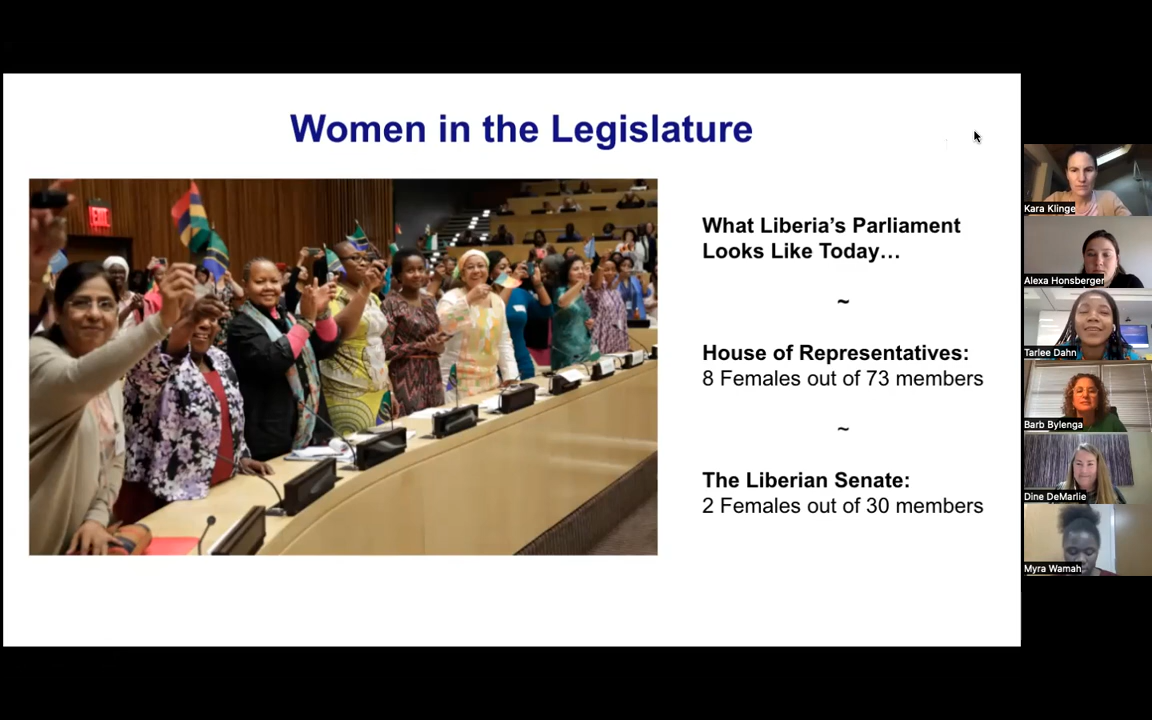 Women in the Legislature
EXIT
What Liberia's Parliament
Looks Like Today…
~
House of Representatives:
8 Females out of 73 members
~
The Liberian Senate:
2 Females out of 30 members
Kara Klinge
Alexa Honsberger
Tarlee Dahn
Barb Bylenga
Dine DeMarlie
Myra Wamah